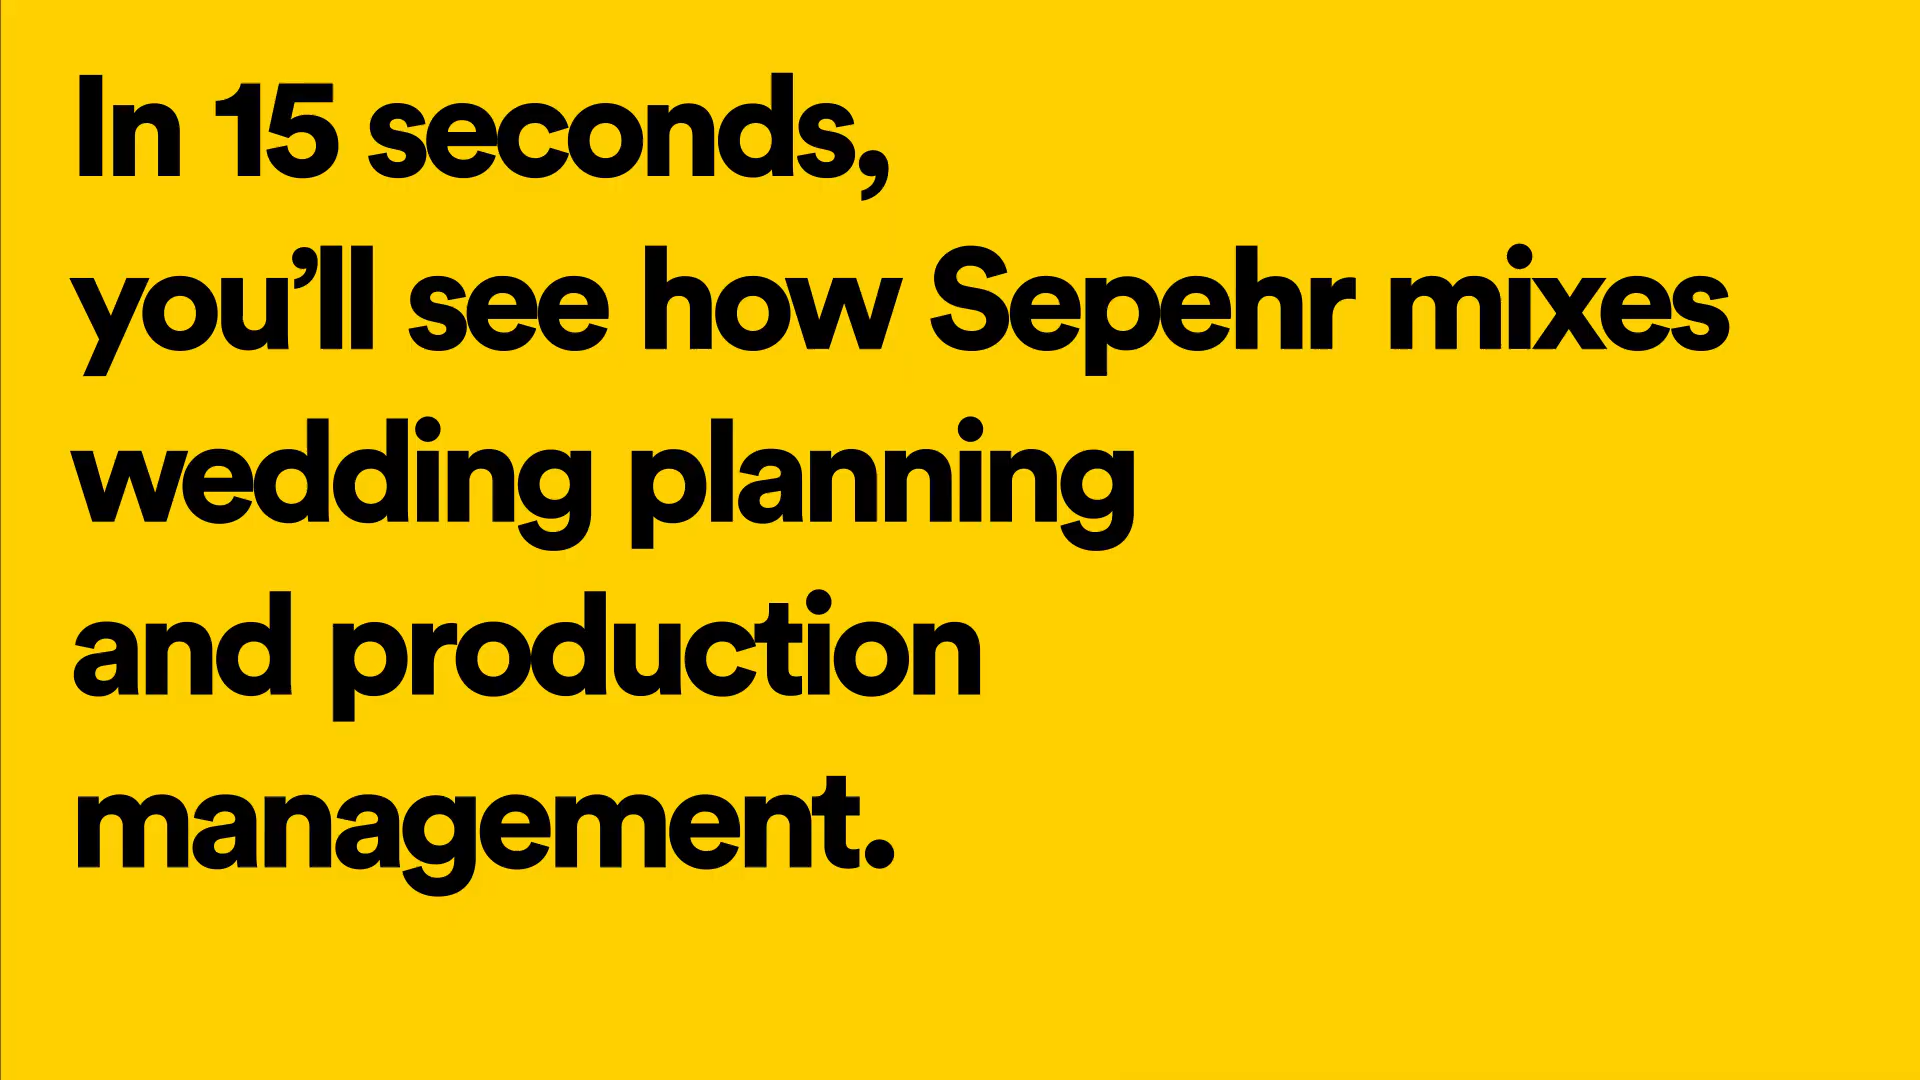 In 15 seconds,
you’ll see how Sepehr mixes
wedding planning
and production
management.